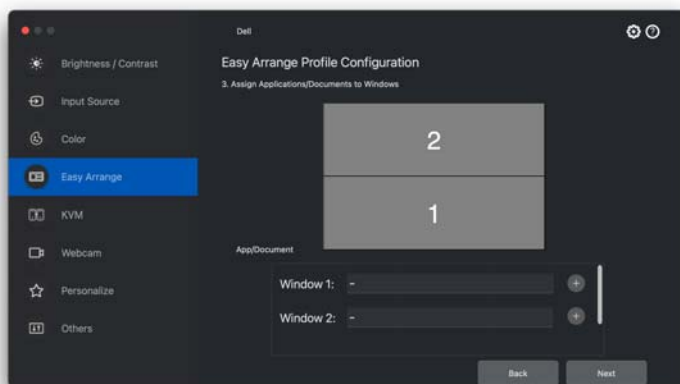 Dell
Brightness / Contrast
Input Source
Color
Easy Arrange
KVM
Webcam
Personalize
Others
Easy Arrange Profile Configuration
3. Assign Applications/Documents to Windows
2
1
App/Document
Window 1: -
Window 2: -
Back
Next